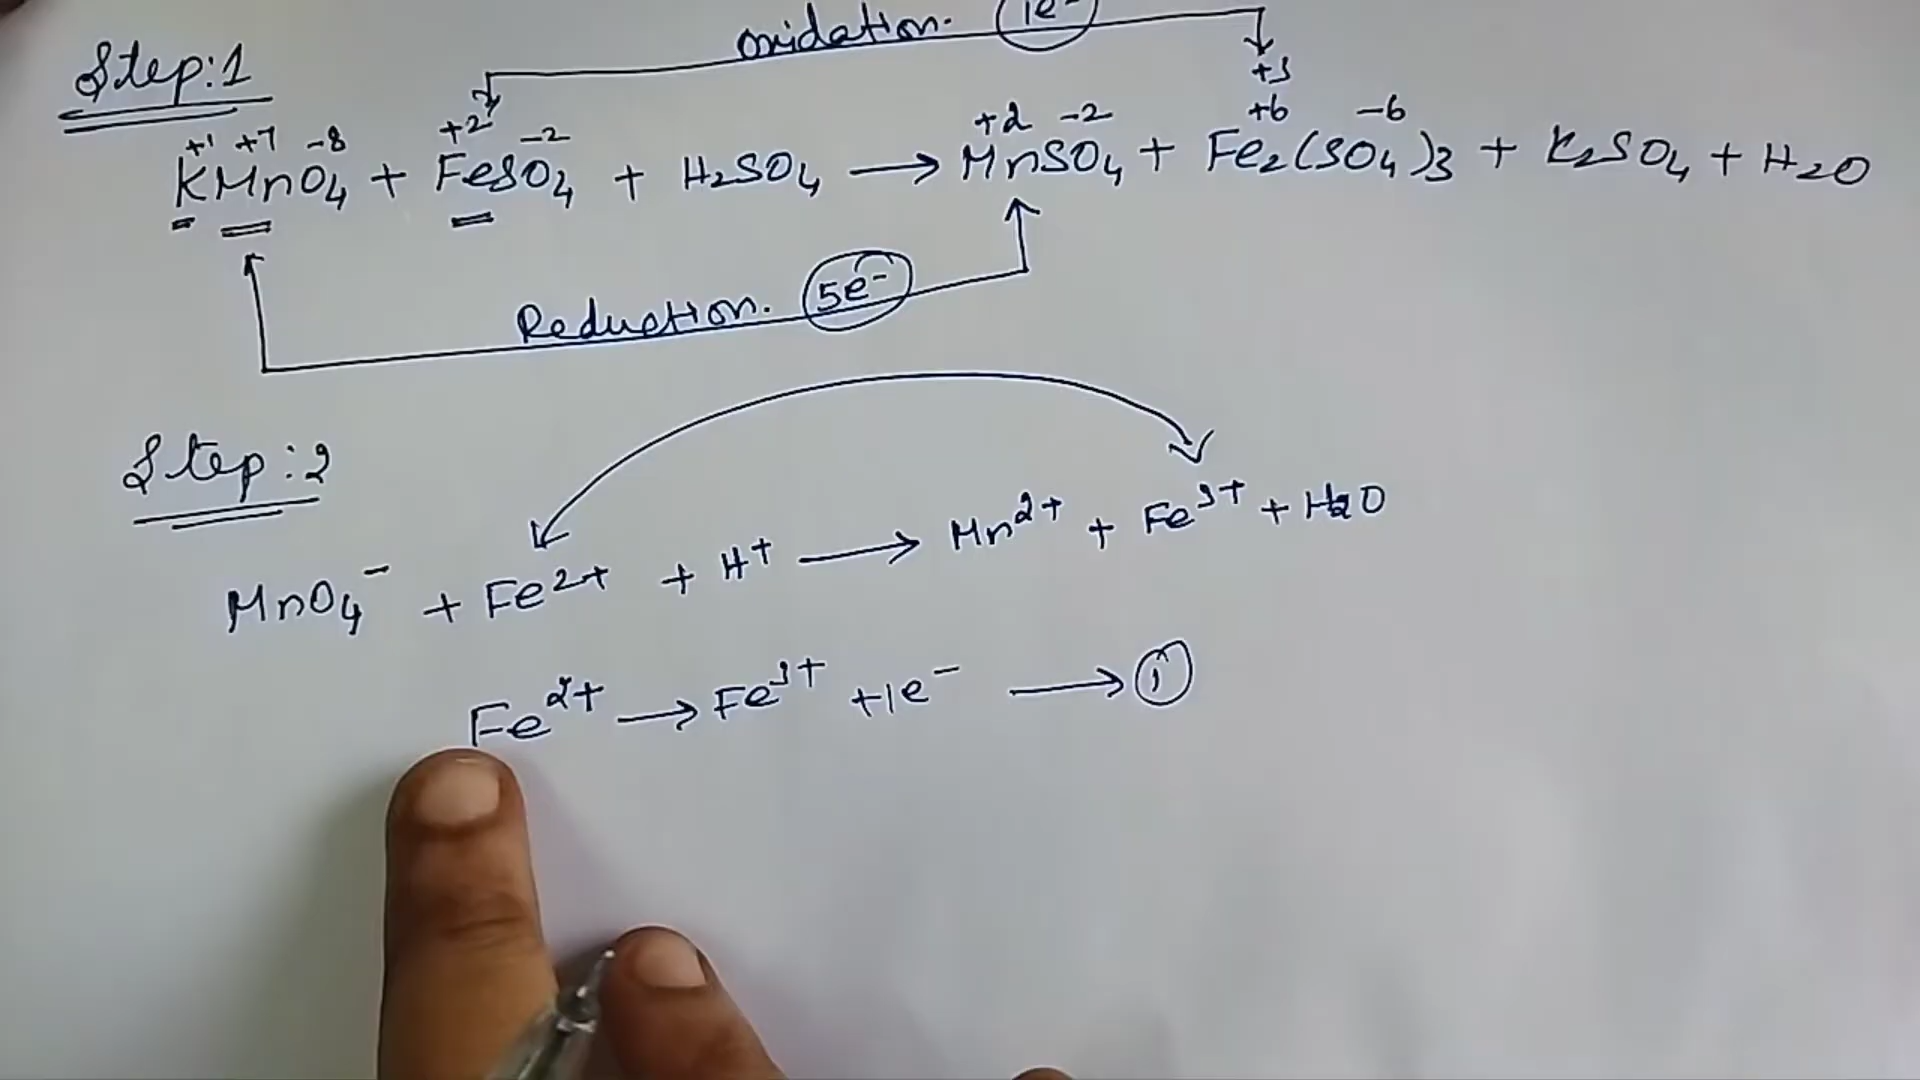 oxidation. 1e-
Step:1
+3
+1 +7 -8 +2 -2 +2 -2 +6 -6
KMnO4 + FeSO4 + H2SO4 → MnSO4 + Fe2(SO4)3 + K2SO4 + H2O
Reduction. 5e-
Step:2
MnO4- + Fe2+ + H+ → Mn2+ + Fe3+ + H2O
Fe2+ → Fe3+ + 1e- → 1